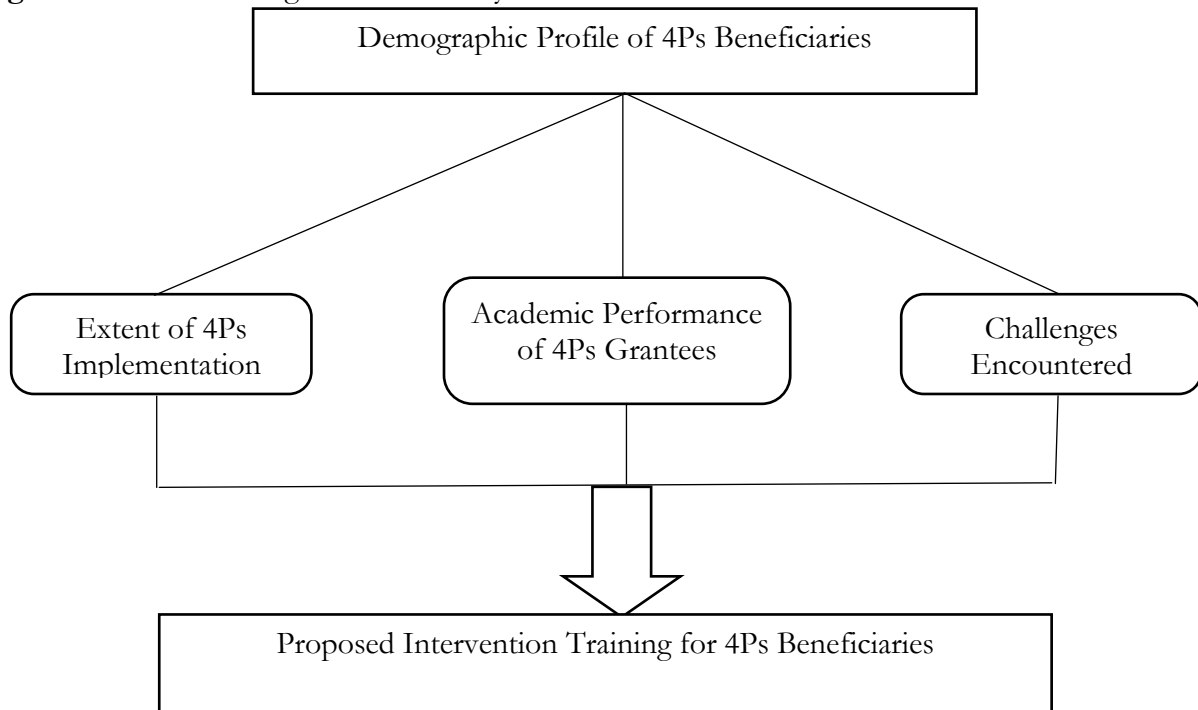 Demographic Profile of 4Ps Beneficiaries
Extent of 4Ps
Implementation
Academic Performance
of 4Ps Grantees
Challenges
Encountered
Proposed Intervention Training for 4Ps Beneficiaries